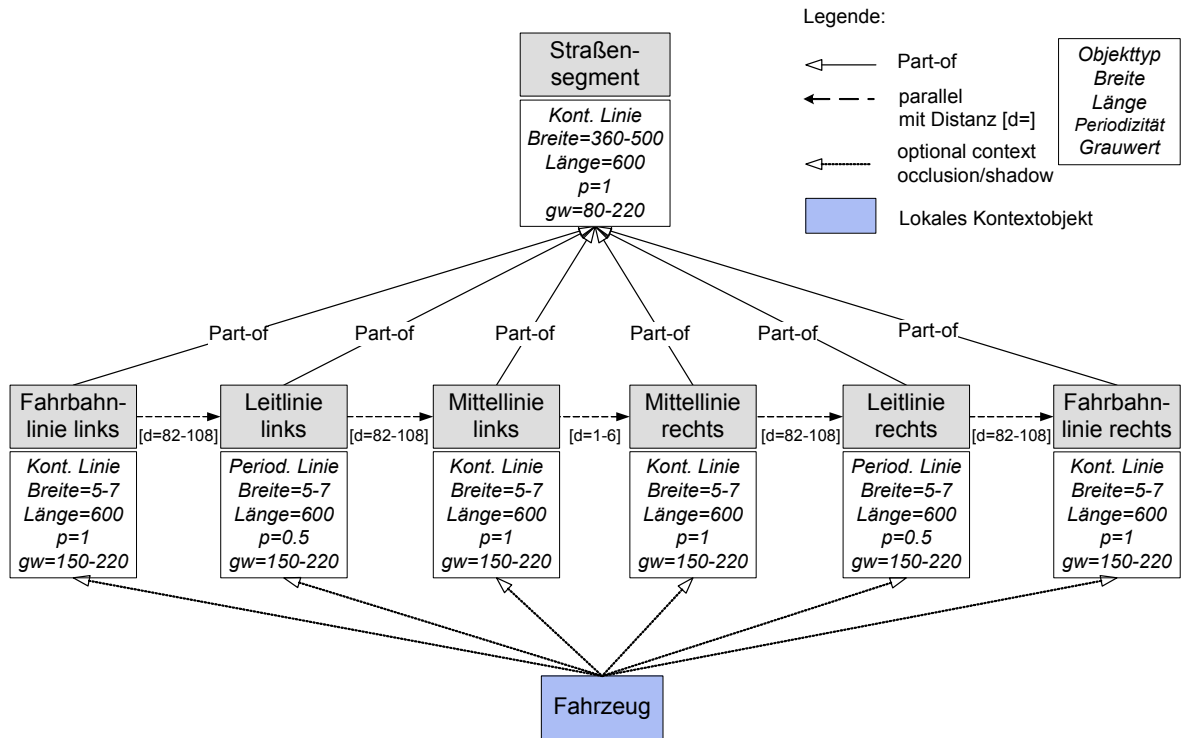 Legende:
Part-of
parallel
mit Distanz [d=]
optional context
occlusion/shadow
Lokales Kontextobjekt
Objekttyp
Breite
Länge
Periodizität
Grauwert
Straßen-
segment
Kont. Linie
Breite=360-500
Länge=600
p=1
gw=80-220
Part-of
Part-of
Part-of
Part-of
Part-of
Part-of
Fahrbahn-
linie links
[d=82-108]
Leitlinie
links
[d=82-108]
Mittellinie
links
[d=1-6]
Mittellinie
rechts
[d=82-108]
Leitlinie
rechts
[d=82-108]
Fahrbahn-
linie rechts
Kont. Linie
Breite=5-7
Länge=600
p=1
gw=150-220
Period. Linie
Breite=5-7
Länge=600
p=0.5
gw=150-220
Kont. Linie
Breite=5-7
Länge=600
p=1
gw=150-220
Kont. Linie
Breite=5-7
Länge=600
p=1
gw=150-220
Period. Linie
Breite=5-7
Länge=600
p=0.5
gw=150-220
Kont. Linie
Breite=5-7
Länge=600
p=1
gw=150-220
Fahrzeug